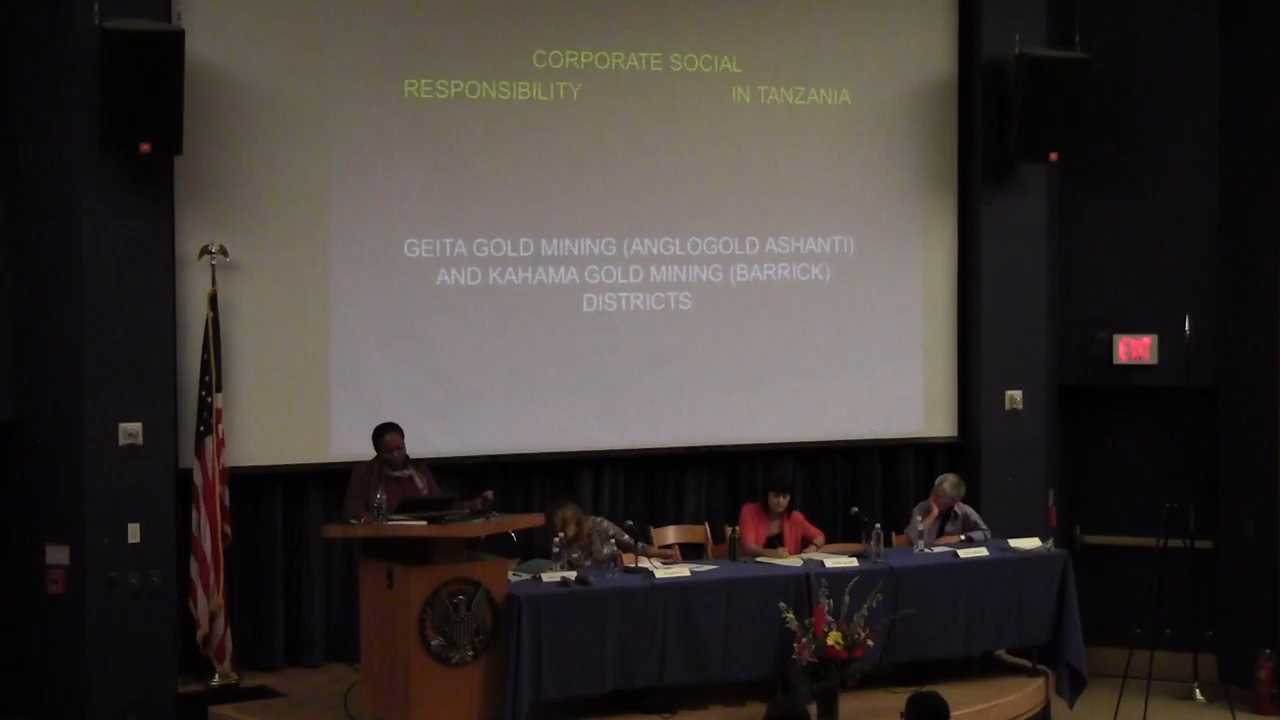 CORPORATE SOCIAL
RESPONSIBILITY IN TANZANIA
GEITA GOLD MINING (ANGLOGOLD ASHANTI)
AND KAHAMA GOLD MINING (BARRICK)
DISTRICTS
EXIT